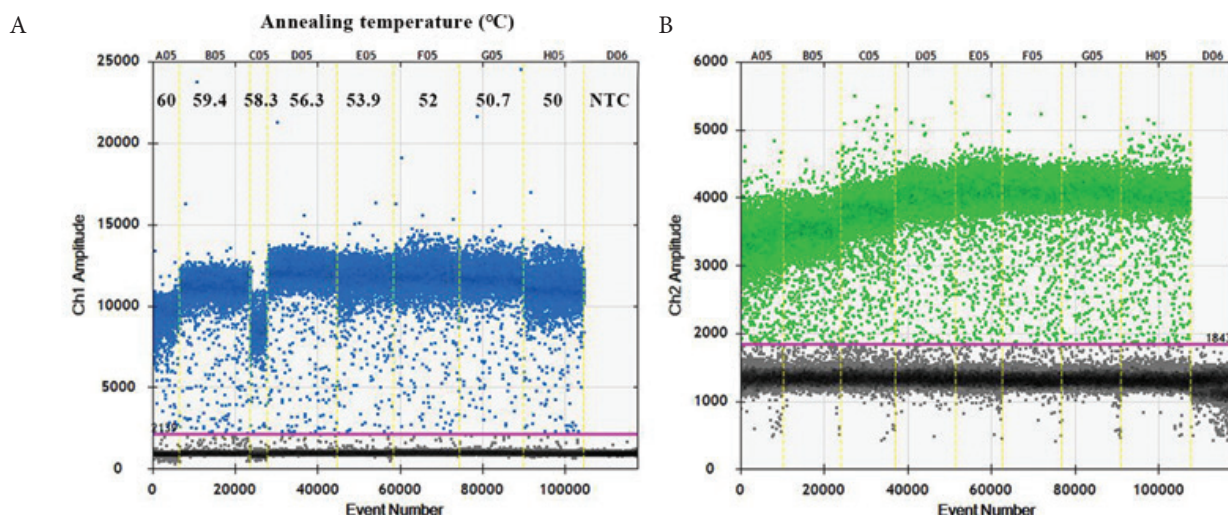 A
Annealing temperature (°C)
A05 B05 C05 D05 E05 F05 G05 H05 D06
25000
60 59.4 58.3 56.3 53.9 52 50.7 50 NTC
20000
15000
10000
5000
0
Ch1 Amplitude
0 20000 40000 60000 80000 100000
Event Number
B
A05 B05 C05 D05 E05 F05 G05 H05 D06
6000
5000
4000
3000
2000
1000
0
Ch2 Amplitude
0 20000 40000 60000 80000 100000
Event Number